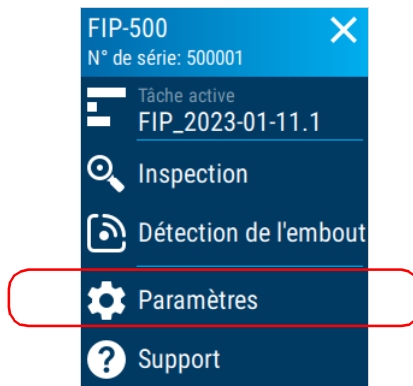 FIP-500
N° de série: 500001
Tâche active
FIP_2023-01-11.1
Inspection
Détection de l'embout
Paramètres
Support